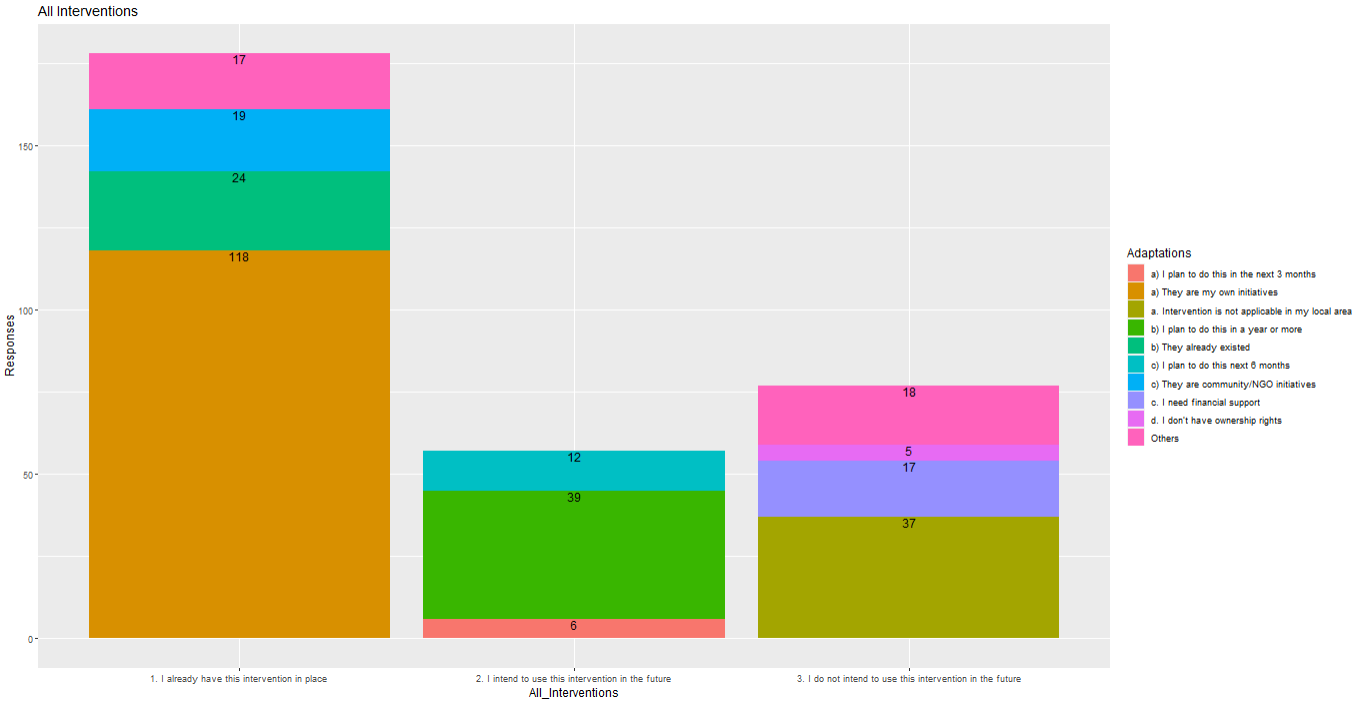 All Interventions
17
19
24
118
12
39
6
18
5
17
37
150
100
50
0
Responses
1. I already have this intervention in place
2. I intend to use this intervention in the future
3. I do not intend to use this intervention in the future
All_Interventions
Adaptations
a) I plan to do this in the next 3 months
a) They are my own initiatives
a. Intervention is not applicable in my local area
b) I plan to do this in a year or more
b) They already existed
c) I plan to do this next 6 months
c) They are community/NGO initiatives
c. I need financial support
d. I don't have ownership rights
Others